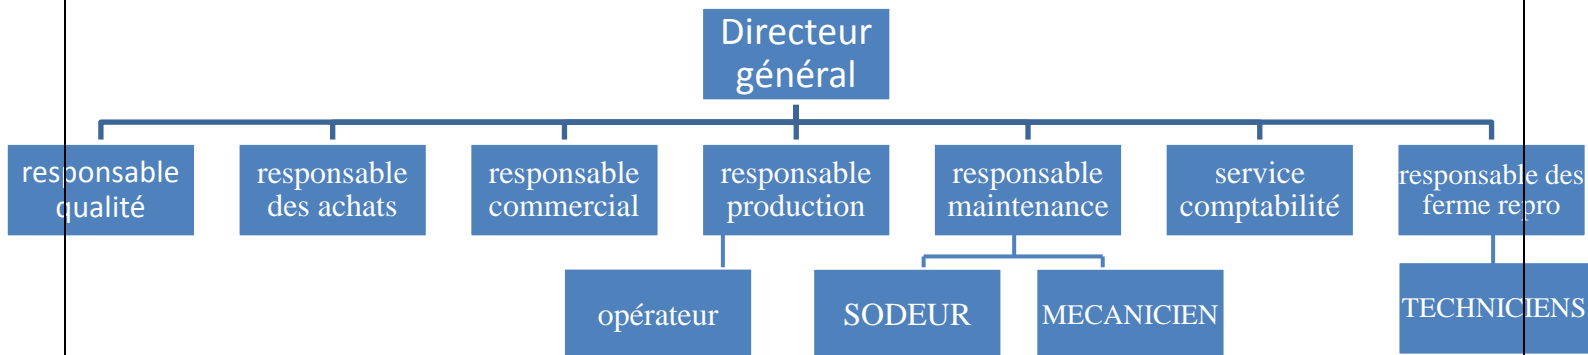 Directeur
général
responsable
qualité
responsable
des achats
responsable
commercial
responsable
production
responsable
maintenance
service
comptabilité
responsable des
ferme repro
opérateur
SODEUR
MECANICIEN
TECHNICIENS